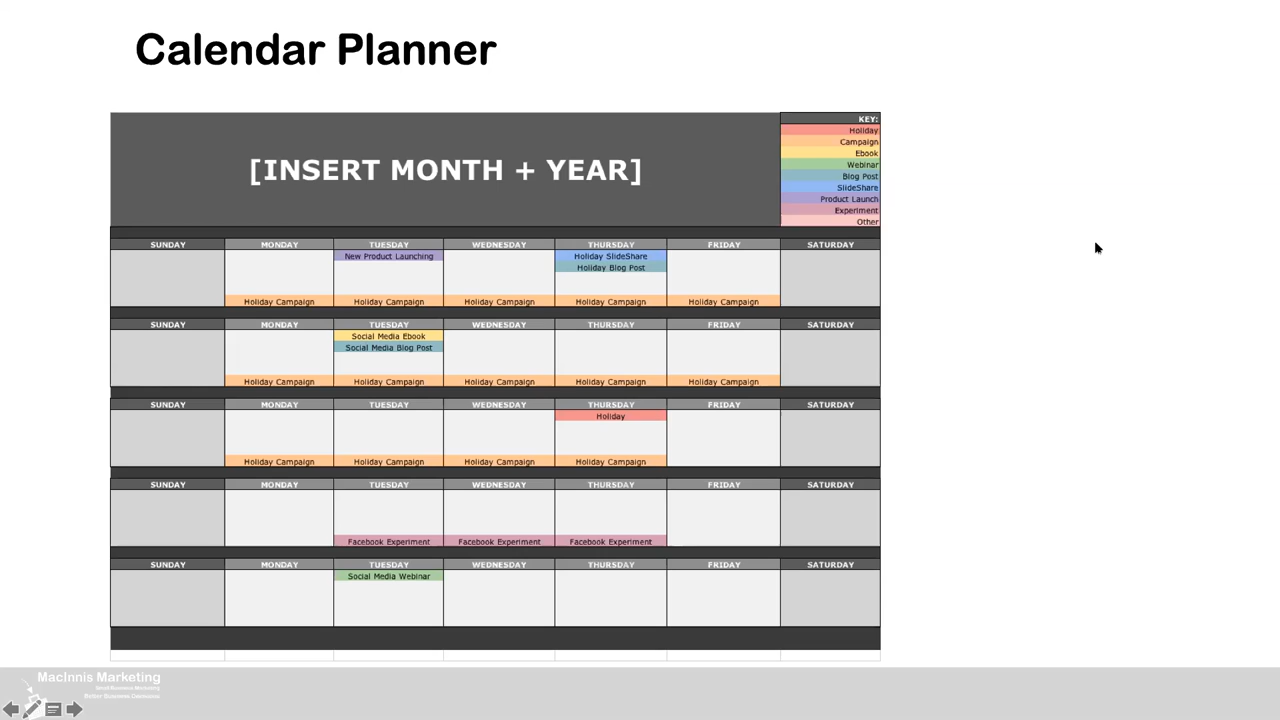 Calendar Planner
[INSERT MONTH + YEAR]
KEY:
Holiday
Campaign
Ebook
Webinar
Blog Post
SlideShare
Product Launch
Experiment
Other
SUNDAY MONDAY TUESDAY WEDNESDAY THURSDAY FRIDAY SATURDAY
New Product Launching Holiday SlideShare
Holiday Blog Post
Holiday Campaign Holiday Campaign Holiday Campaign Holiday Campaign Holiday Campaign
SUNDAY MONDAY TUESDAY WEDNESDAY THURSDAY FRIDAY SATURDAY
Social Media Ebook
Social Media Blog Post
Holiday Campaign Holiday Campaign Holiday Campaign Holiday Campaign Holiday Campaign
SUNDAY MONDAY TUESDAY WEDNESDAY THURSDAY FRIDAY SATURDAY
Holiday
Holiday Campaign Holiday Campaign Holiday Campaign Holiday Campaign
SUNDAY MONDAY TUESDAY WEDNESDAY THURSDAY FRIDAY SATURDAY
Facebook Experiment Facebook Experiment Facebook Experiment
SUNDAY MONDAY TUESDAY WEDNESDAY THURSDAY FRIDAY SATURDAY
Social Media Webinar
MacInnis Marketing
Small Business Marketing